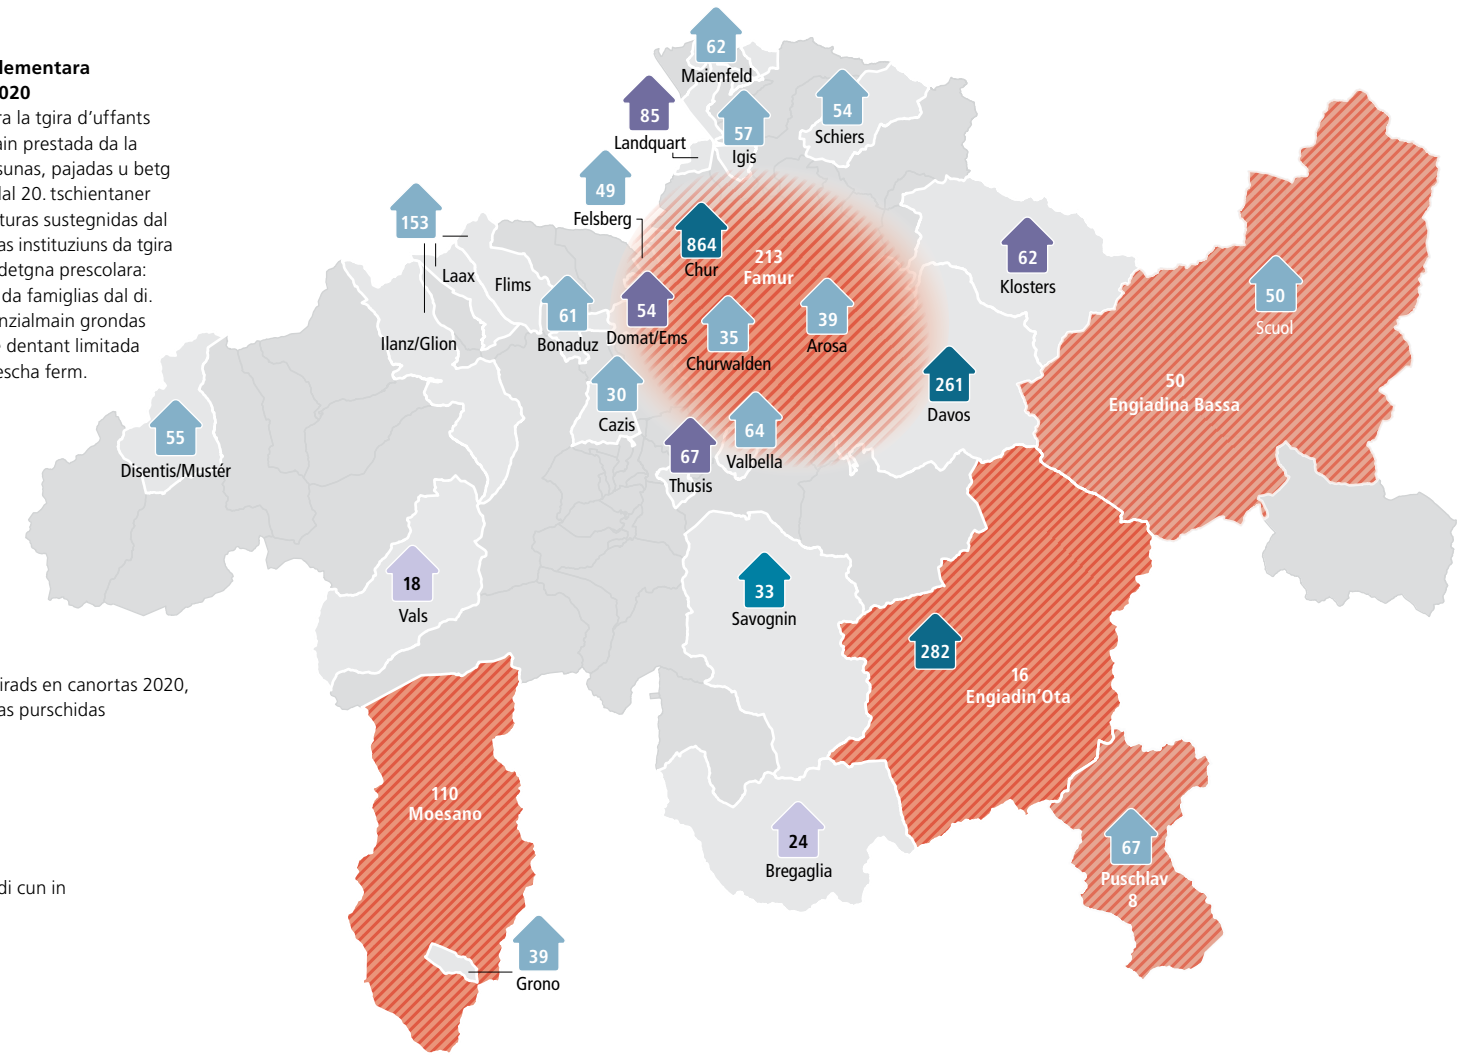 lementara
020
ra la tgira d'uffants
ain prestada da la
sunas, pajadas u betg
dal 20. tschientaner
turas sustegnidas dal
as instituziuns da tgira
detgna prescolara:
da famiglias dal di.
nzialmain grondas
e dentant limitada
escha ferm.
irads en canortas 2020,
as purschidas
di cun in
62
Maienfeld
85
Landquart
57
Igis
54
Schiers
49
Felsberg
153
Laax
Flims
Ilanz/Glion
864
Chur
213
Famur
62
Klosters
50
Scuol
61
Bonaduz
54
Domat/Ems
35
Churwalden
39
Arosa
261
Davos
50
Engiadina Bassa
30
Cazis
64
Valbella
67
Thusis
55
Disentis/Mustér
18
Vals
33
Savognin
282
16
Engiadin'Ota
110
Moesano
24
Bregaglia
67
Puschlav
8
39
Grono